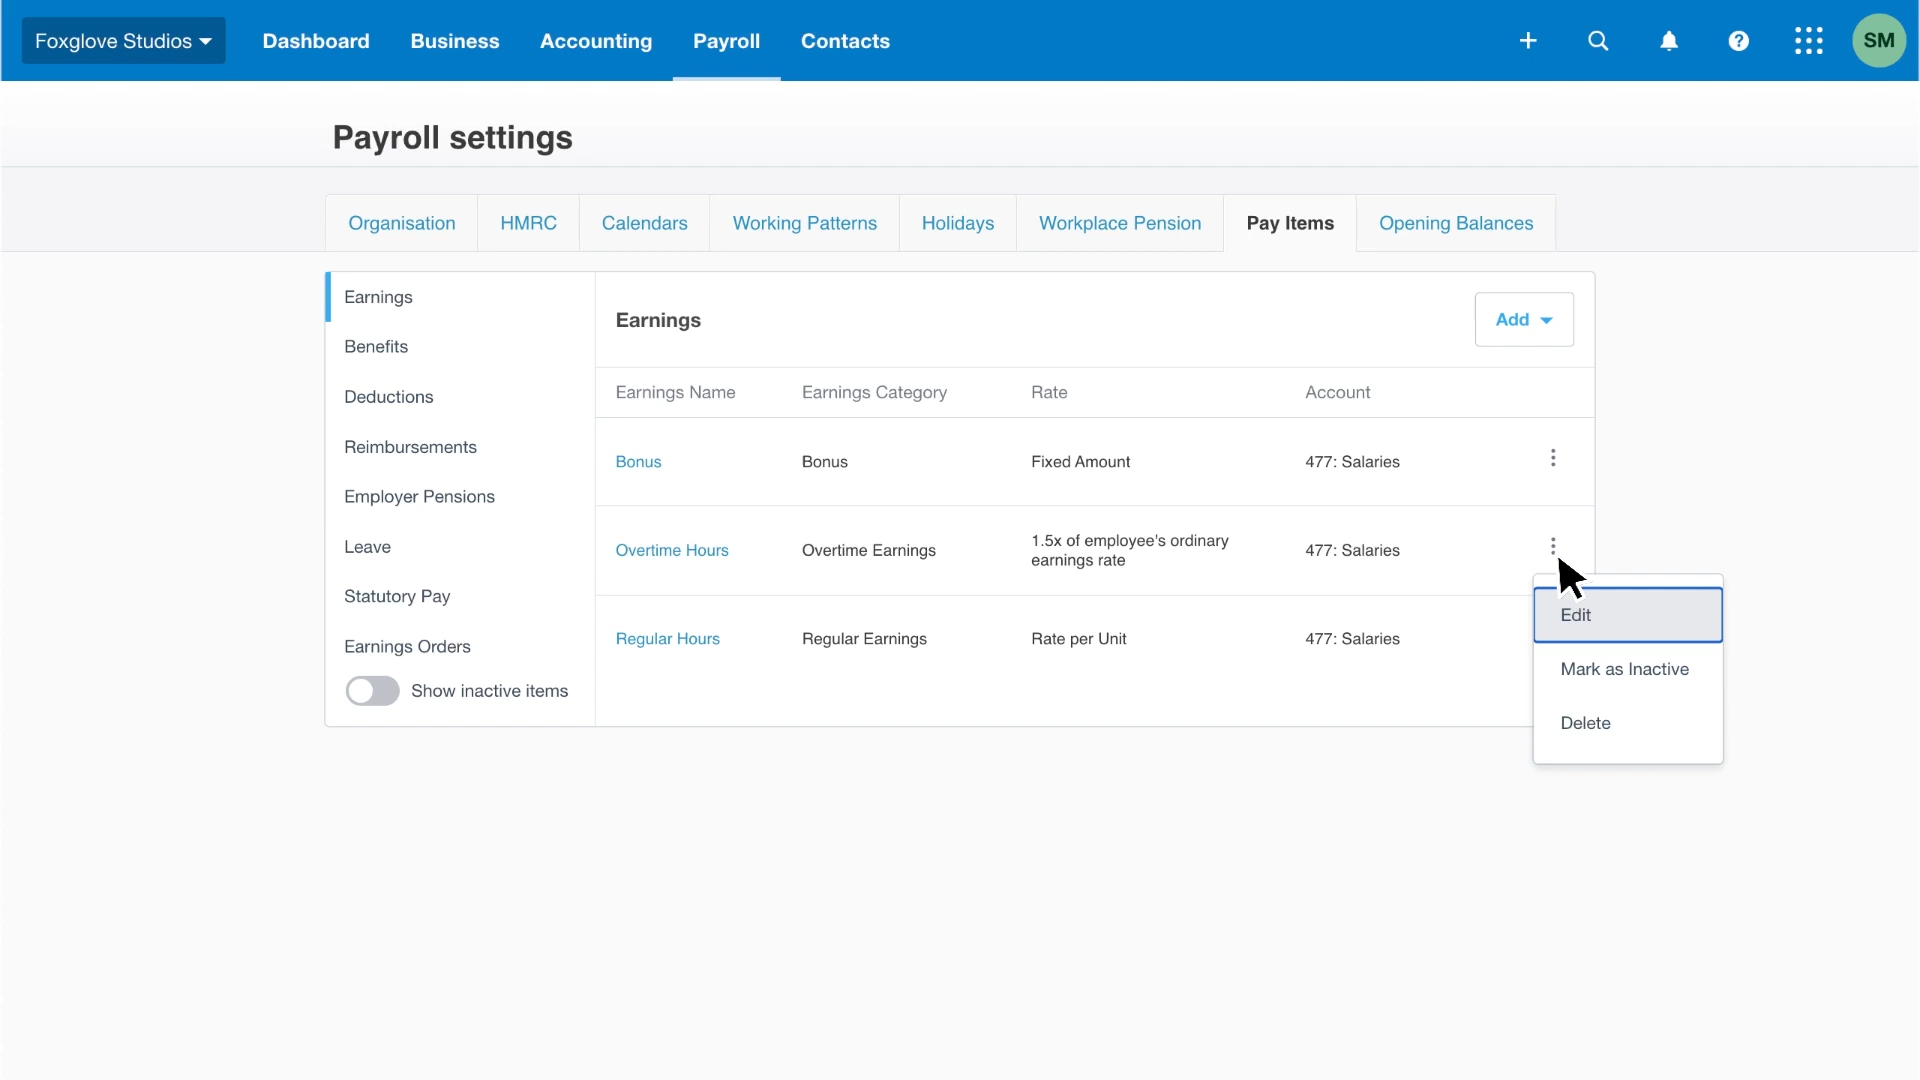 Foxglove Studios Dashboard Business Accounting Payroll Contacts ? SM
Payroll settings
Organisation HMRC Calendars Working Patterns Holidays Workplace Pension Pay Items Opening Balances
Earnings
Benefits
Deductions
Reimbursements
Employer Pensions
Leave
Statutory Pay
Earnings Orders
Show inactive items
Earnings Add
Earnings Name Earnings Category Rate Account
Bonus Bonus Fixed Amount 477: Salaries
Overtime Hours Overtime Earnings 1.5x of employee's ordinary
earnings rate 477: Salaries
Regular Hours Regular Earnings Rate per Unit 477: Salaries
Edit
Mark as Inactive
Delete